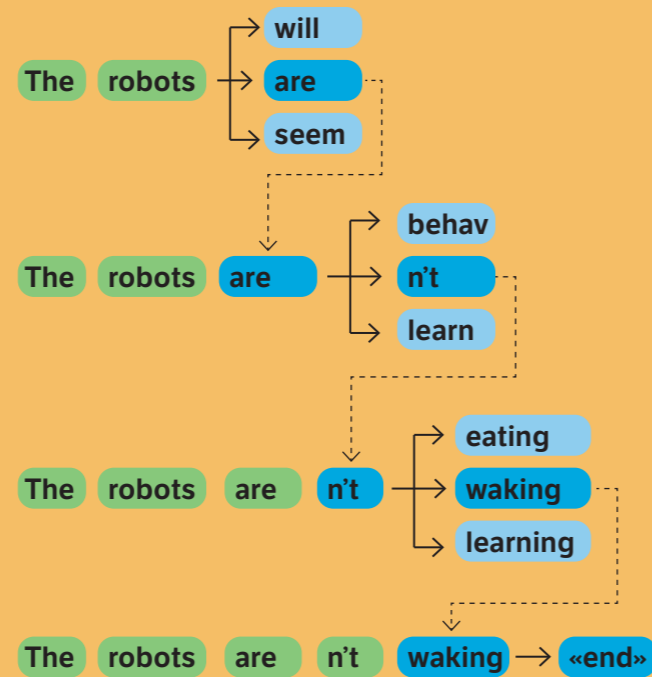 will
The robots are
seem
behav
The robots are n't
learn
eating
The robots are n't waking
learning
The robots are n't waking «end»